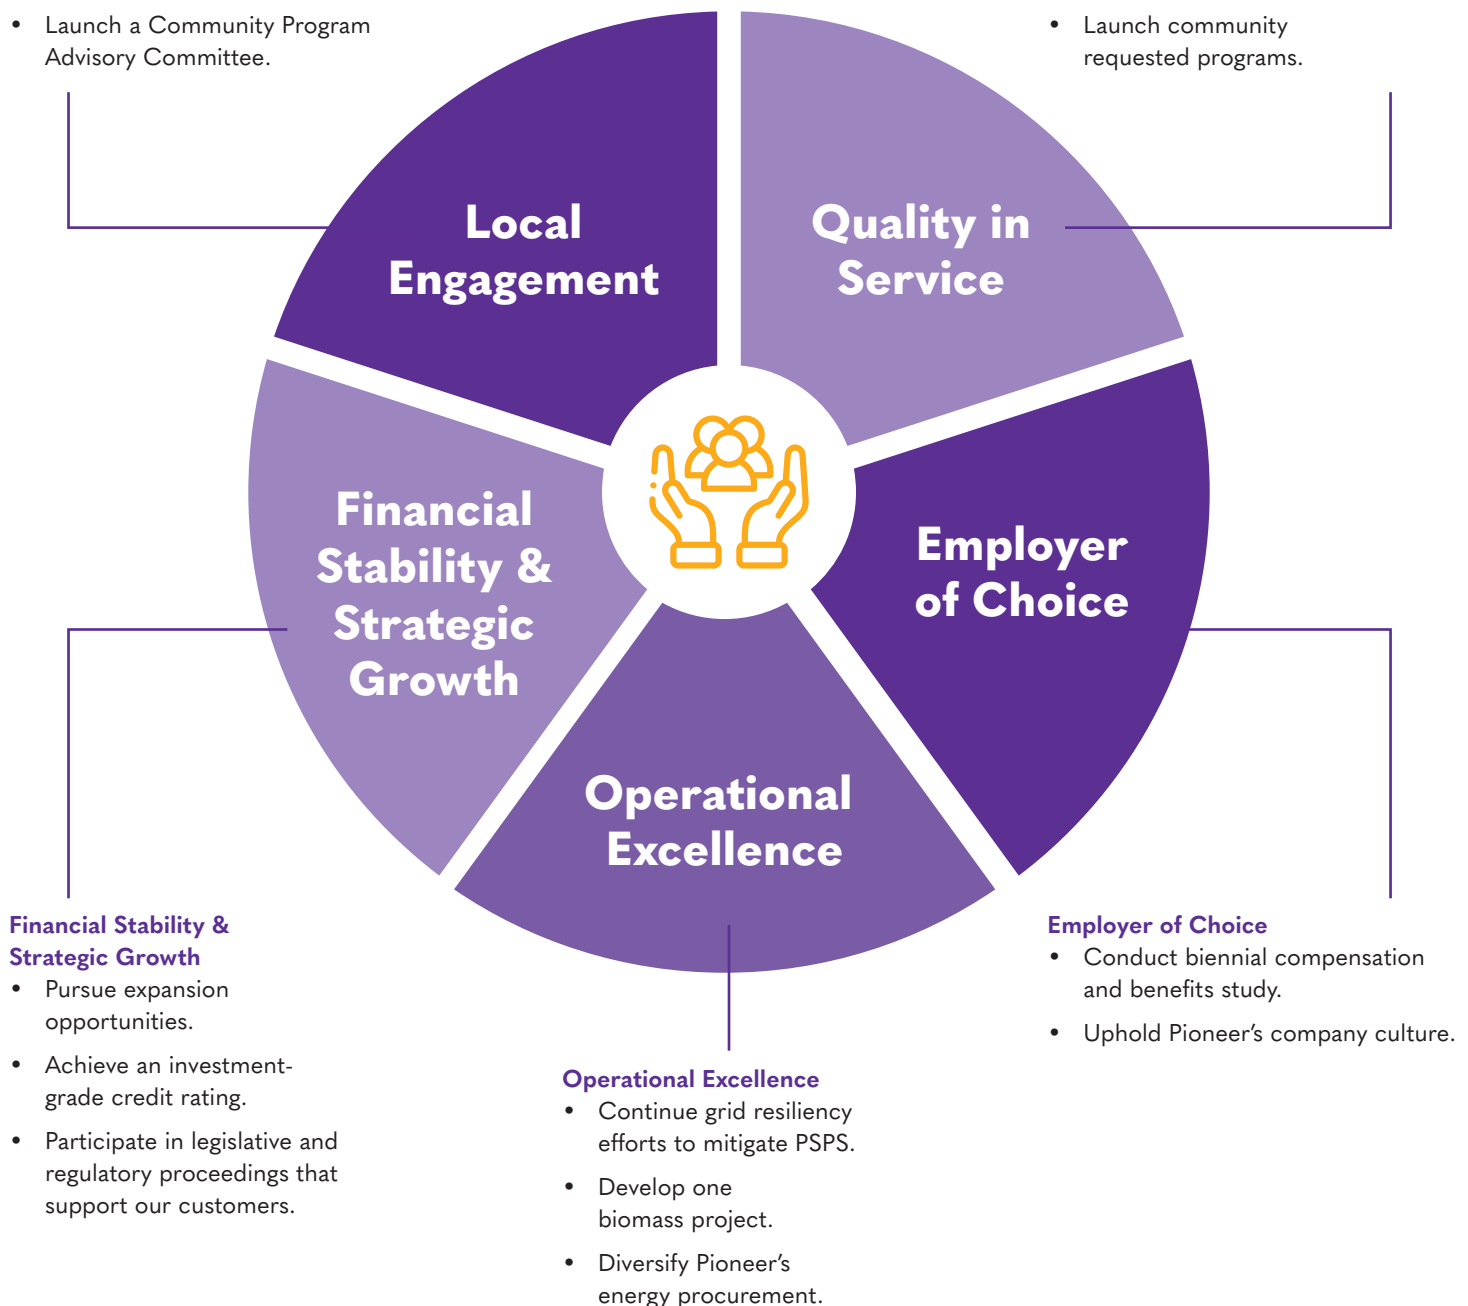 • Launch a Community Program
Advisory Committee.
• Launch community
requested programs.
Local
Engagement
Quality in
Service
Financial
Stability &
Strategic
Growth
Employer
of Choice
Operational
Excellence
Financial Stability &
Strategic Growth
• Pursue expansion
opportunities.
• Achieve an investment-
grade credit rating.
• Participate in legislative and
regulatory proceedings that
support our customers.
Operational Excellence
• Continue grid resiliency
efforts to mitigate PSPS.
• Develop one
biomass project.
• Diversify Pioneer’s
energy procurement.
Employer of Choice
• Conduct biennial compensation
and benefits study.
• Uphold Pioneer’s company culture.